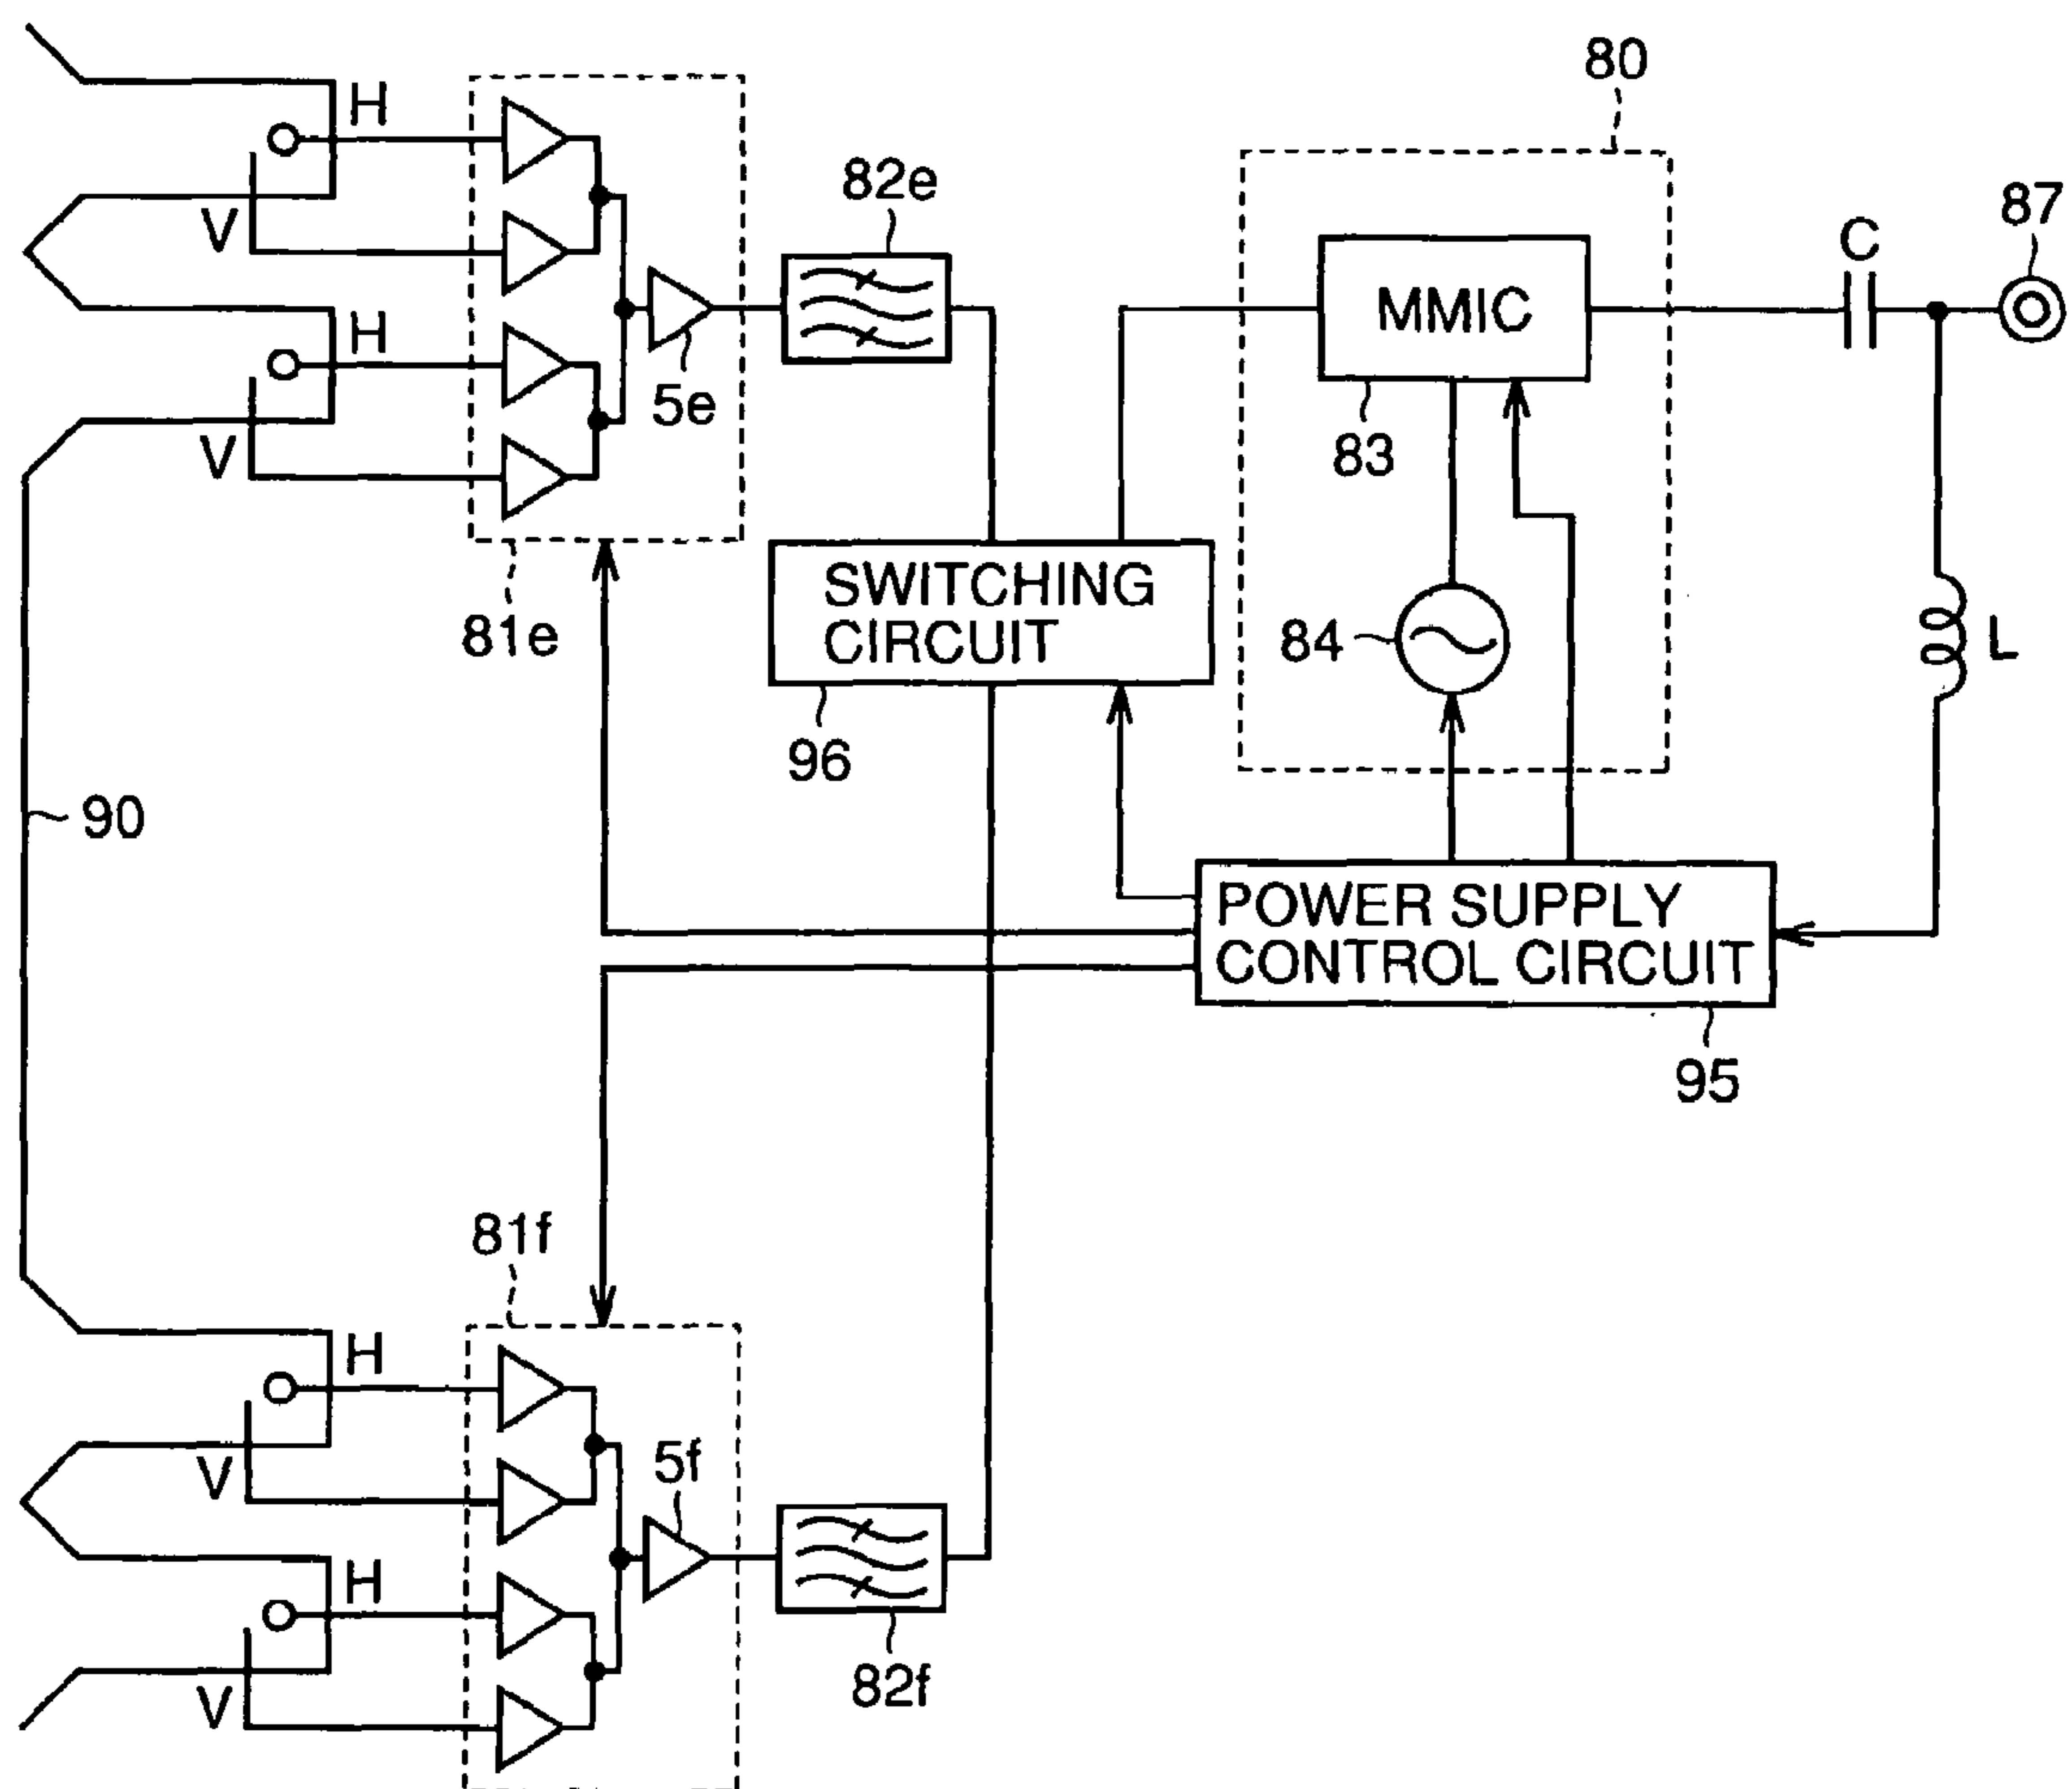 80
H
82e
87
C
V
MMIC
H
5e
83
V
SWITCHING
CIRCUIT
84
L
81e
96
90
POWER SUPPLY
CONTROL CIRCUIT
95
81f
H
5f
V
H
82f
V